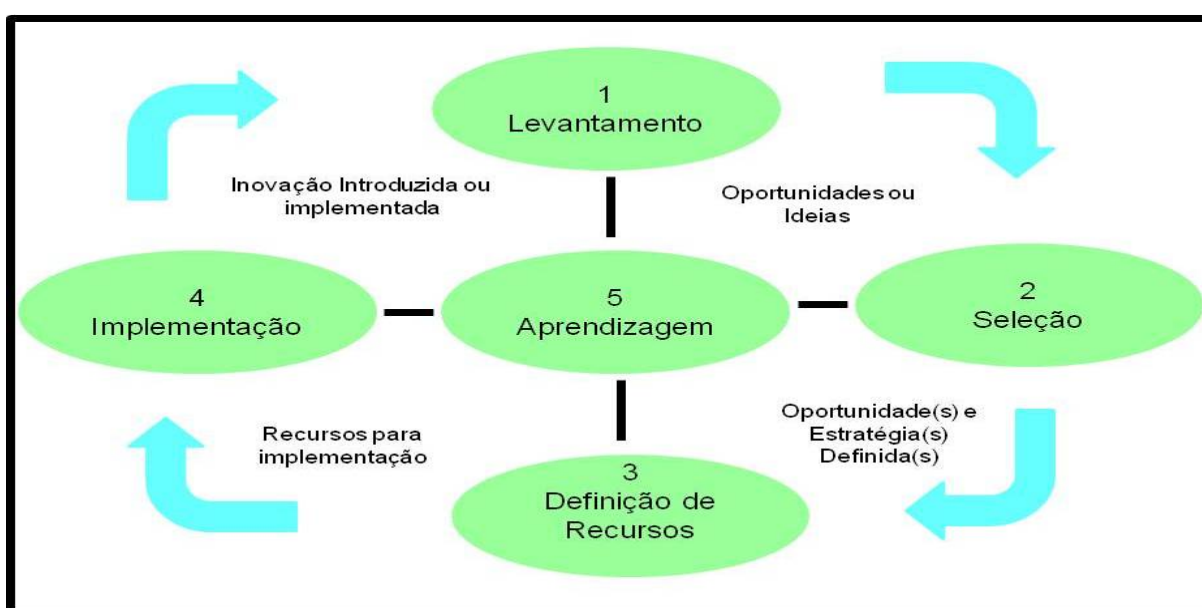 1
Levantamento
Inovação Introduzida ou
implementada
Oportunidades ou
Ideias
4
Implementação
5
Aprendizagem
2
Seleção
Recursos para
implementação
Oportunidade(s) e
Estratégia(s)
Definida(s)
3
Definição de
Recursos